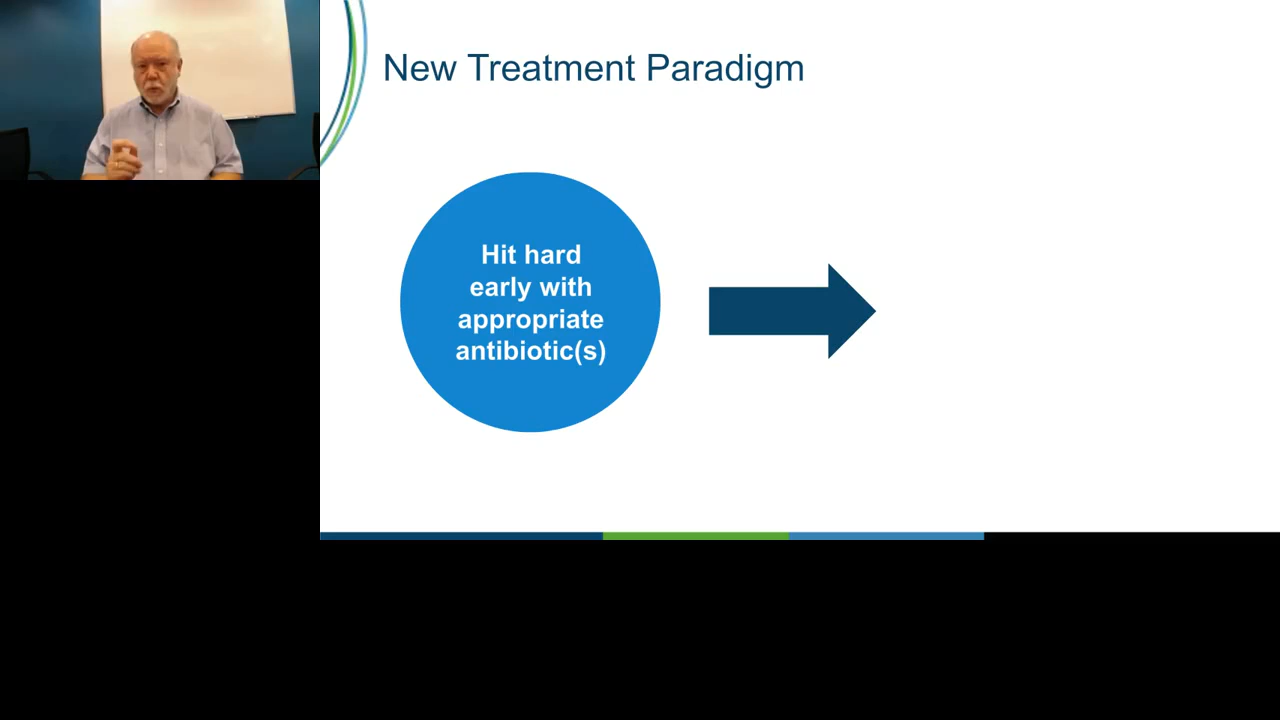 New Treatment Paradigm
Hit hard
early with
appropriate
antibiotic(s)